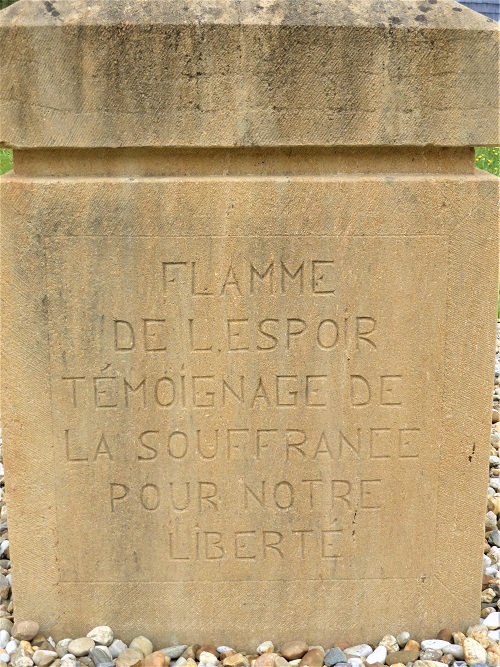 FLAMME
DE L.ESPOIR
TÉMOIGNAGE DE
LA SOUFFRANCE
POUR NOTRE
LIBERTÉ